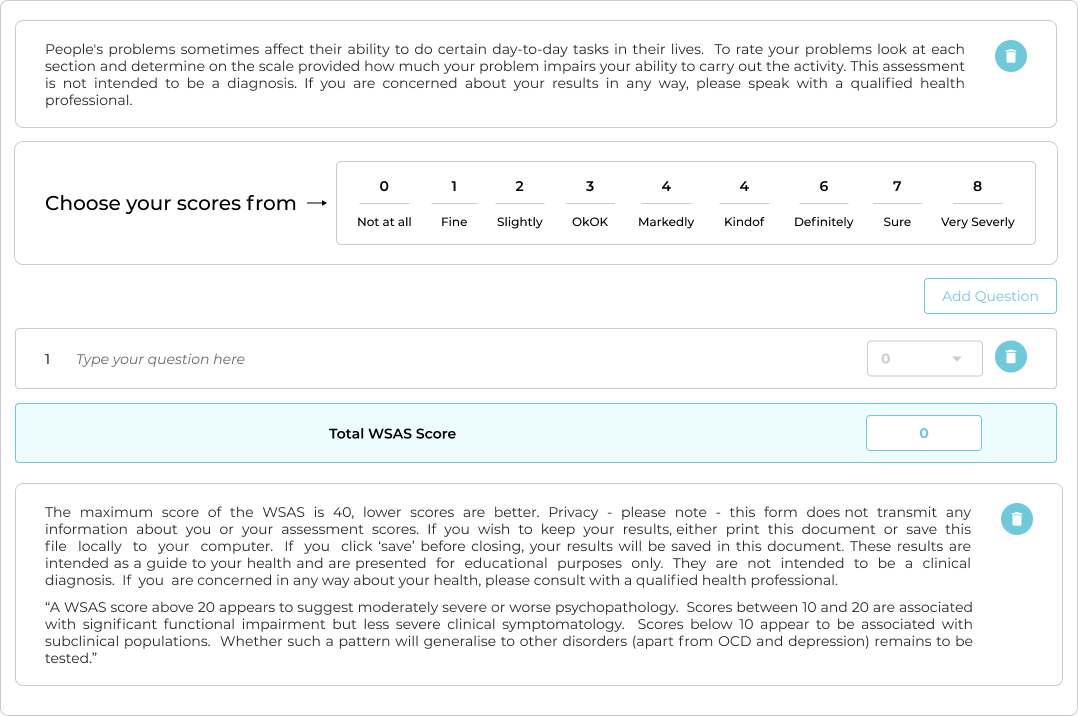 People's problems sometimes affect their ability to do certain day-to-day tasks in their lives. To rate your problems look at each
section and determine on the scale provided how much your problem impairs your ability to carry out the activity. This assessment
is not intended to be a diagnosis. If you are concerned about your results in any way, please speak with a qualified health
professional.
Choose your scores from
0 1 2 3 4 4 6 7 8
Not at all Fine Slightly OkOK Markedly Kindof Definitely Sure Very Severly
Add Question
1 Type your question here 0
Total WSAS Score 0
The maximum score of the WSAS is 40, lower scores are better. Privacy - please note - this form does not transmit any
information about you or your assessment scores. If you wish to keep your results, either print this document or save this
file locally to your computer. If you click ‘save’ before closing, your results will be saved in this document. These results are
intended as a guide to your health and are presented for educational purposes only. They are not intended to be a clinical
diagnosis. If you are concerned in any way about your health, please consult with a qualified health professional.
“A WSAS score above 20 appears to suggest moderately severe or worse psychopathology. Scores between 10 and 20 are associated
with significant functional impairment but less severe clinical symptomatology. Scores below 10 appear to be associated with
subclinical populations. Whether such a pattern will generalise to other disorders (apart from OCD and depression) remains to be
tested.”